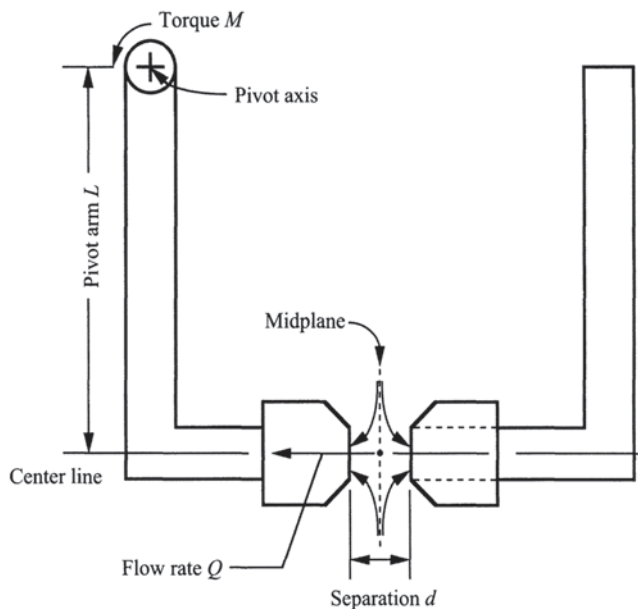 Torque M
Pivot axis
Pivot arm L
Midplane
Center line
Flow rate Q
Separation d